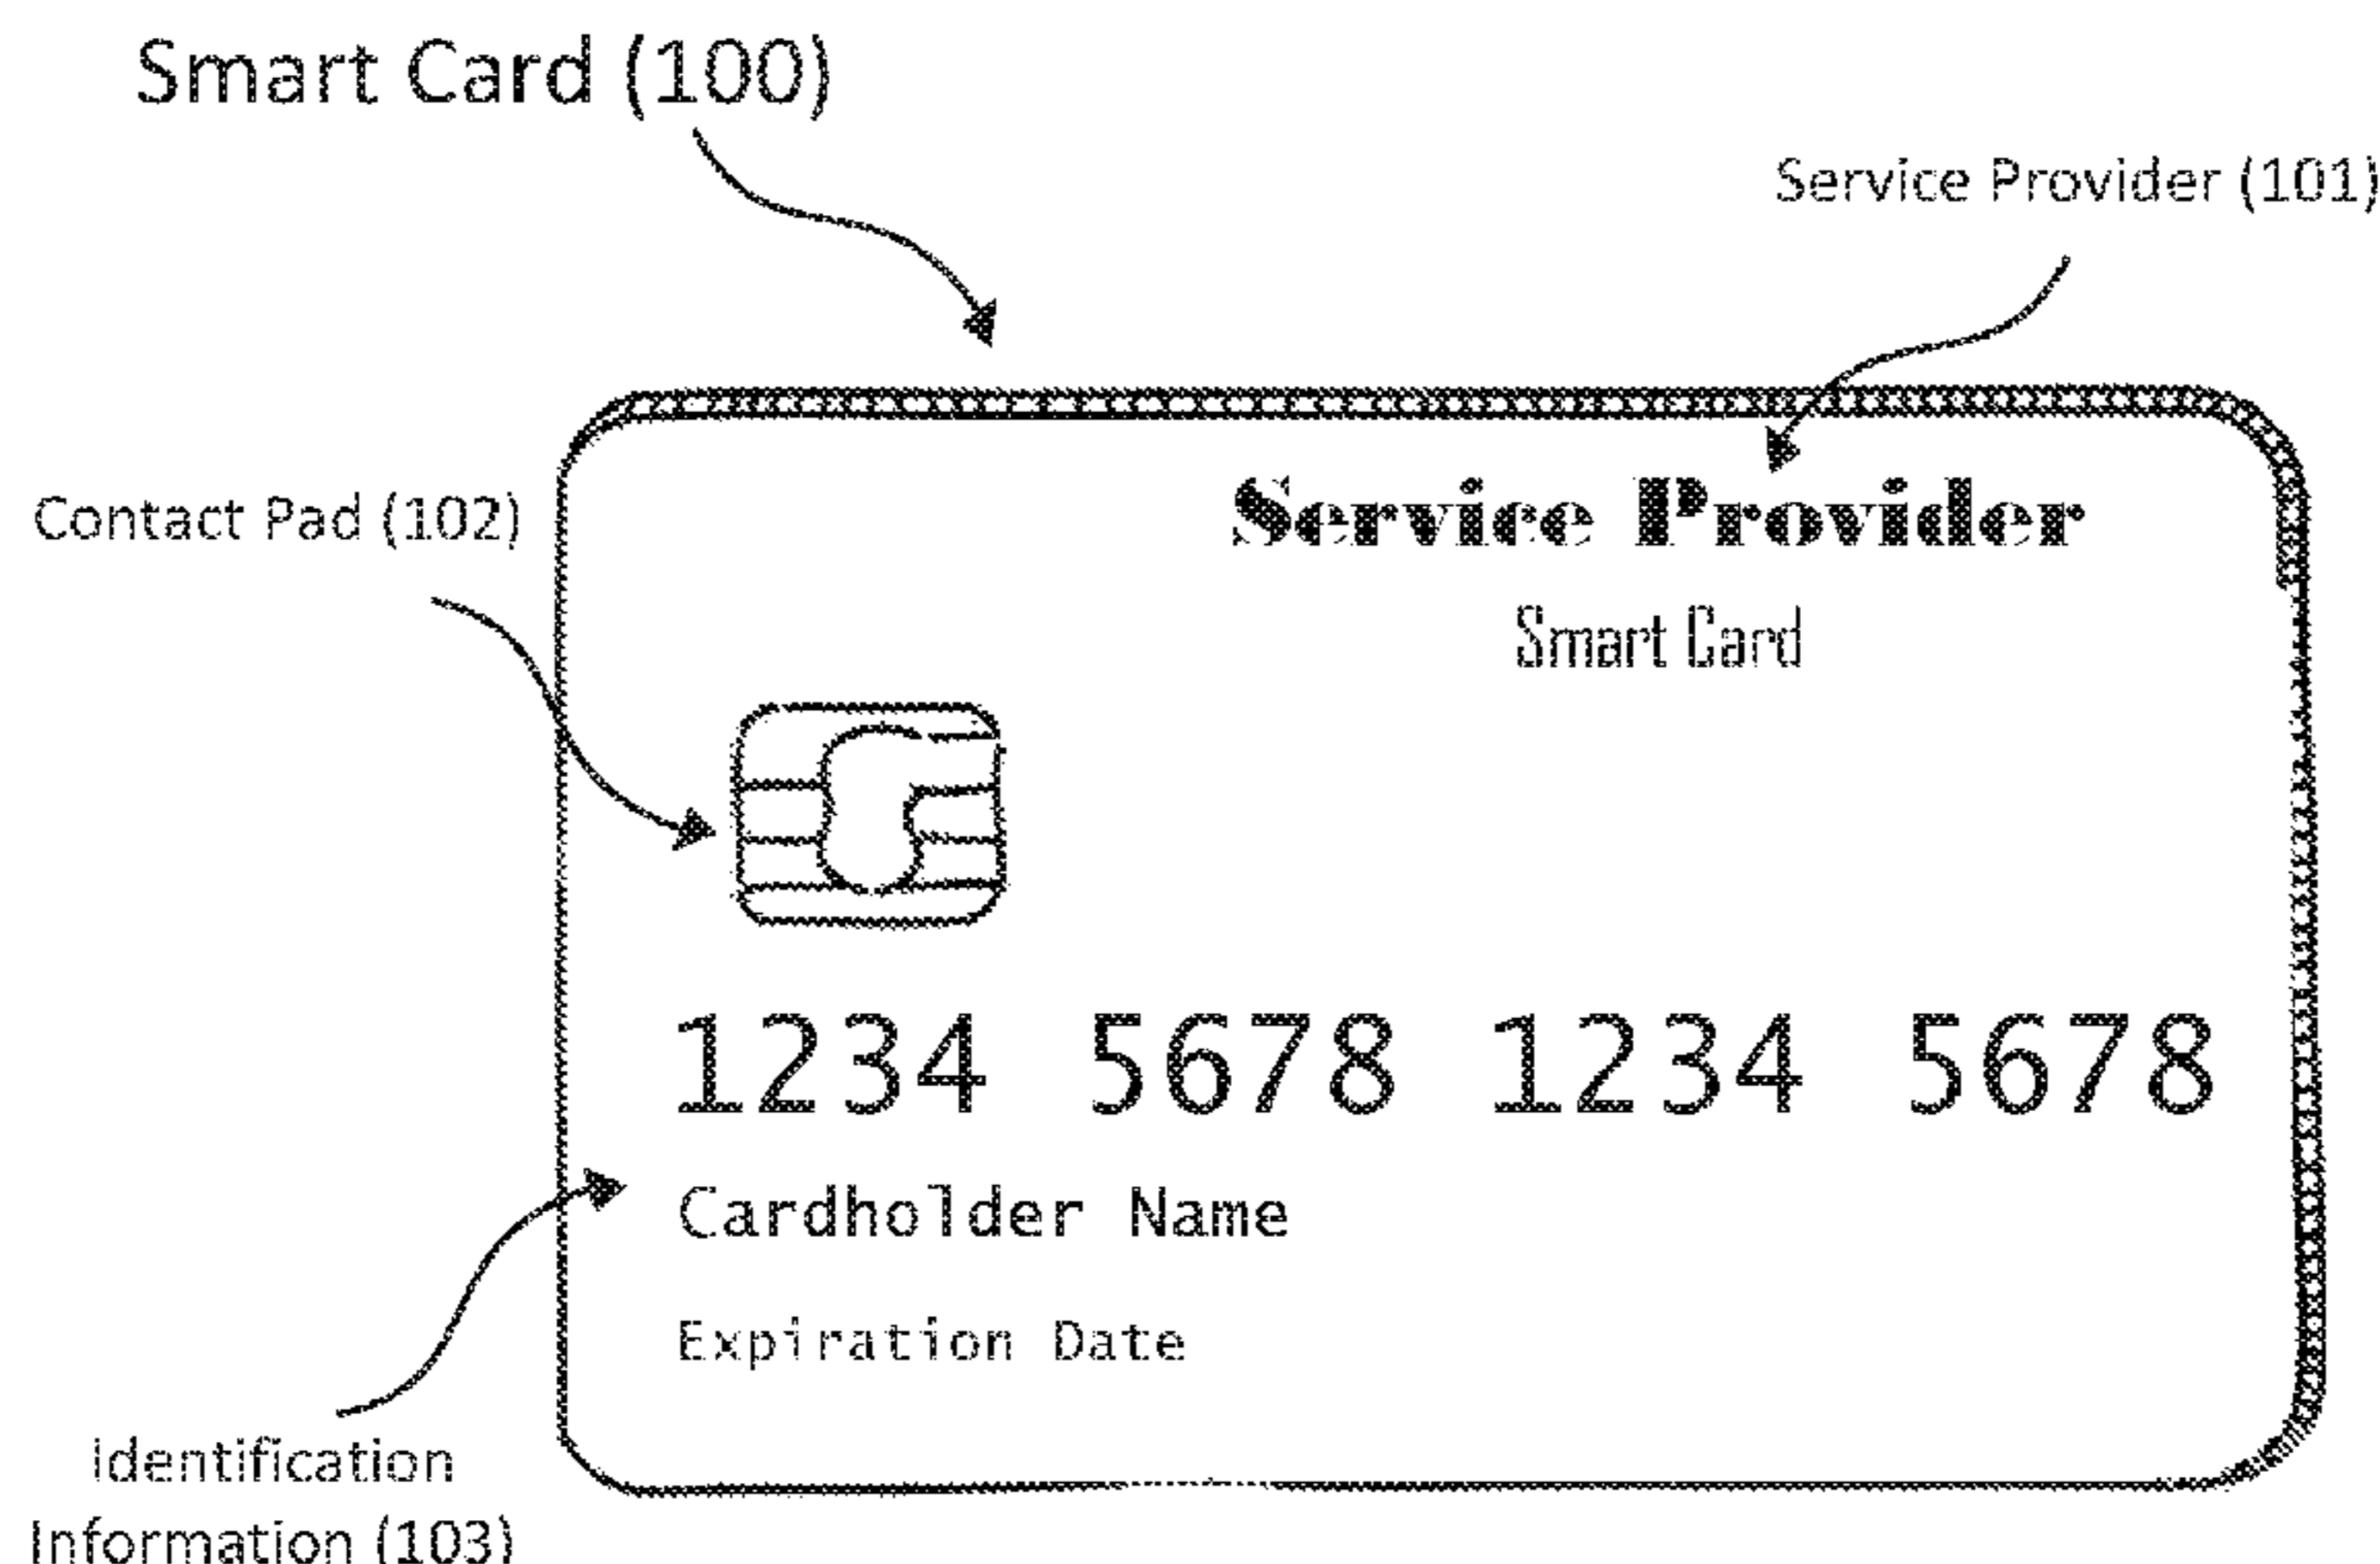 Smart Card (100)
Service Provider (101)
Contact Pad (102)
Service Provider
Smart Card
1234 5678 1234 5678
Cardholder Name
Expiration Date
Identification
Information (103)